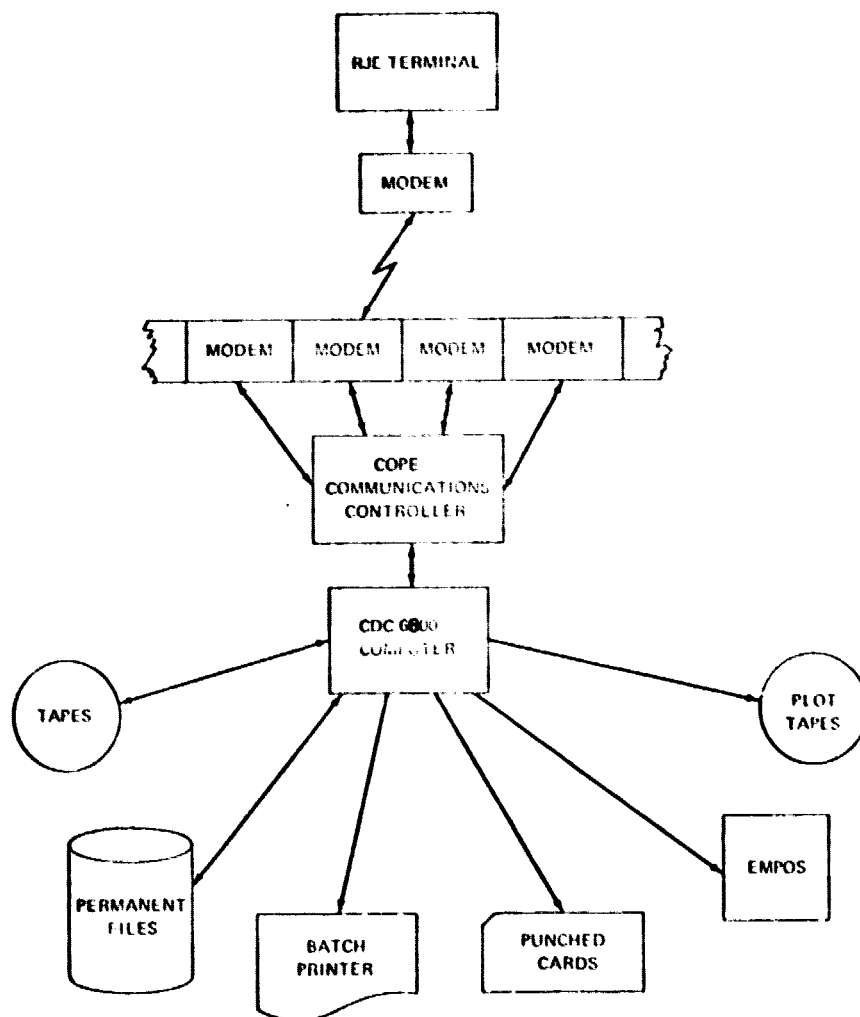 RJE TERMINAL
MODEM
MODEM MODEM MODEM MODEM
COPE
COMMUNICATIONS
CONTROLLER
CDC 6600
COMPUTER
TAPES
PLOT
TAPES
PERMANENT
FILES
BATCH
PRINTER
PUNCHED
CARDS
EMPOS